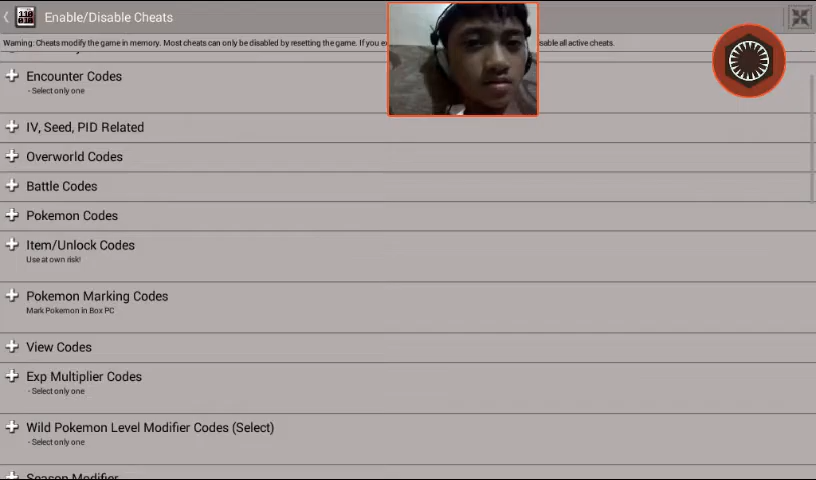 Enable/Disable Cheats
Warning: Cheats modify the game in memory. Most cheats can only be disabled by resetting the game. If you sable all active cheats.
Encounter Codes
- Select only one
IV, Seed, PID Related
Overworld Codes
Battle Codes
Pokemon Codes
Item/Unlock Codes
Use at own risk!
Pokemon Marking Codes
Mark Pokemon in Box PC
View Codes
Exp Multiplier Codes
- Select only one
Wild Pokemon Level Modifier Codes (Select)
- Select only one
Season Modifier